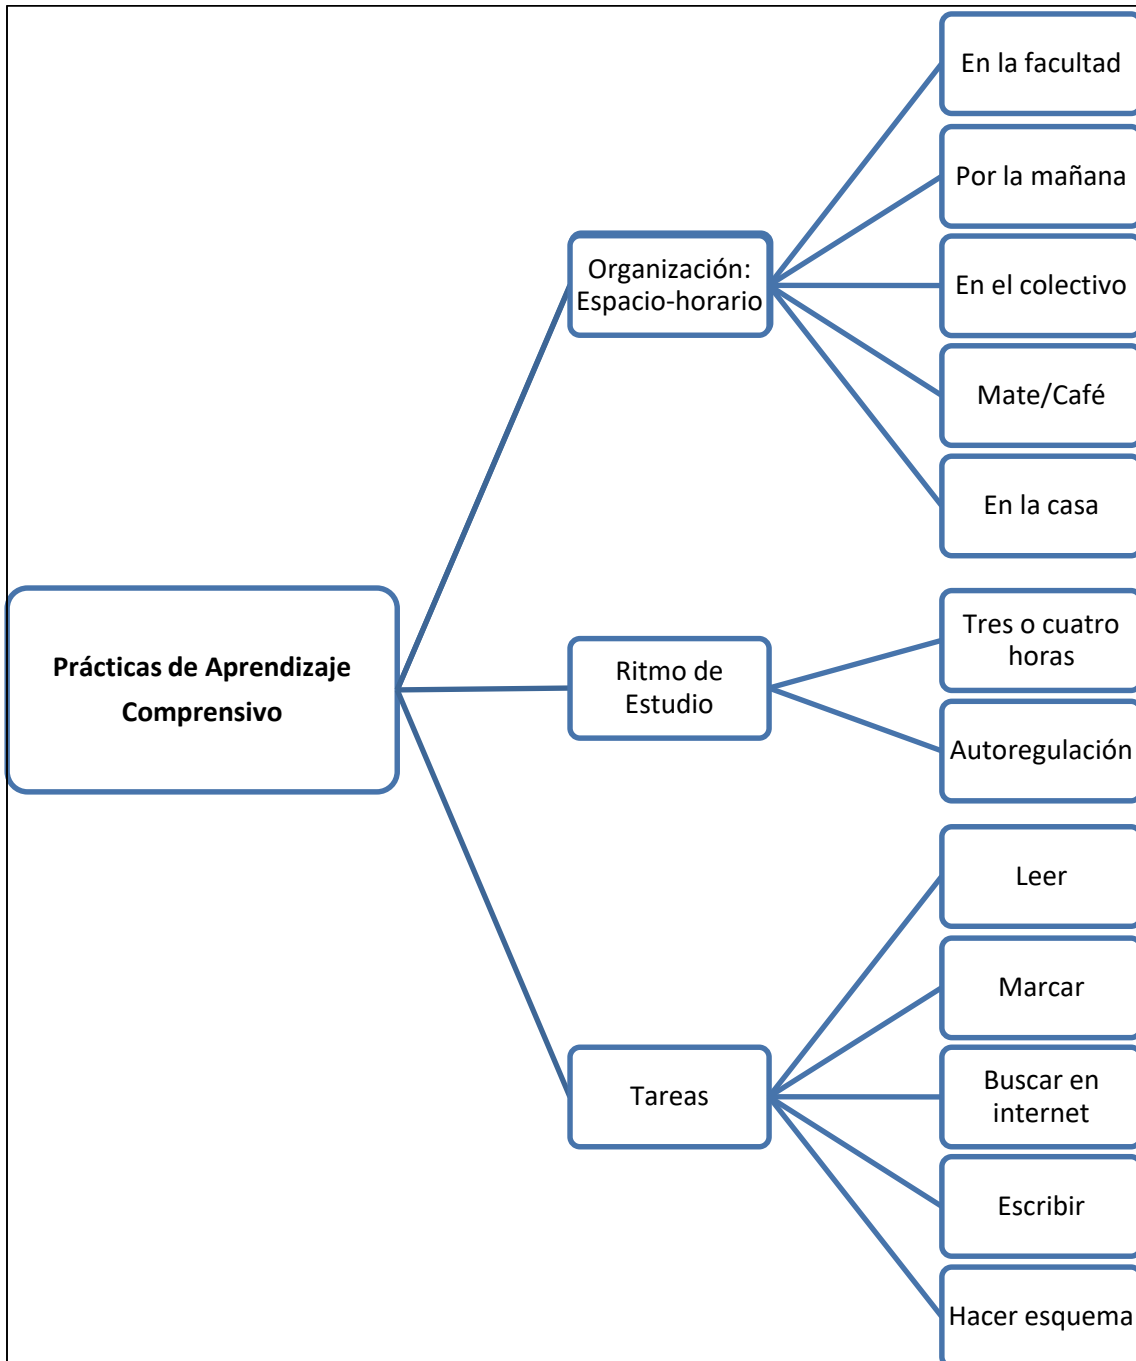 En la facultad
Por la mañana
Organización:
Espacio-horario
En el colectivo
Mate/Café
En la casa
Prácticas de Aprendizaje
Comprensivo
Ritmo de
Estudio
Tres o cuatro
horas
Autoregulación
Leer
Marcar
Tareas
Buscar en
internet
Escribir
Hacer esquema